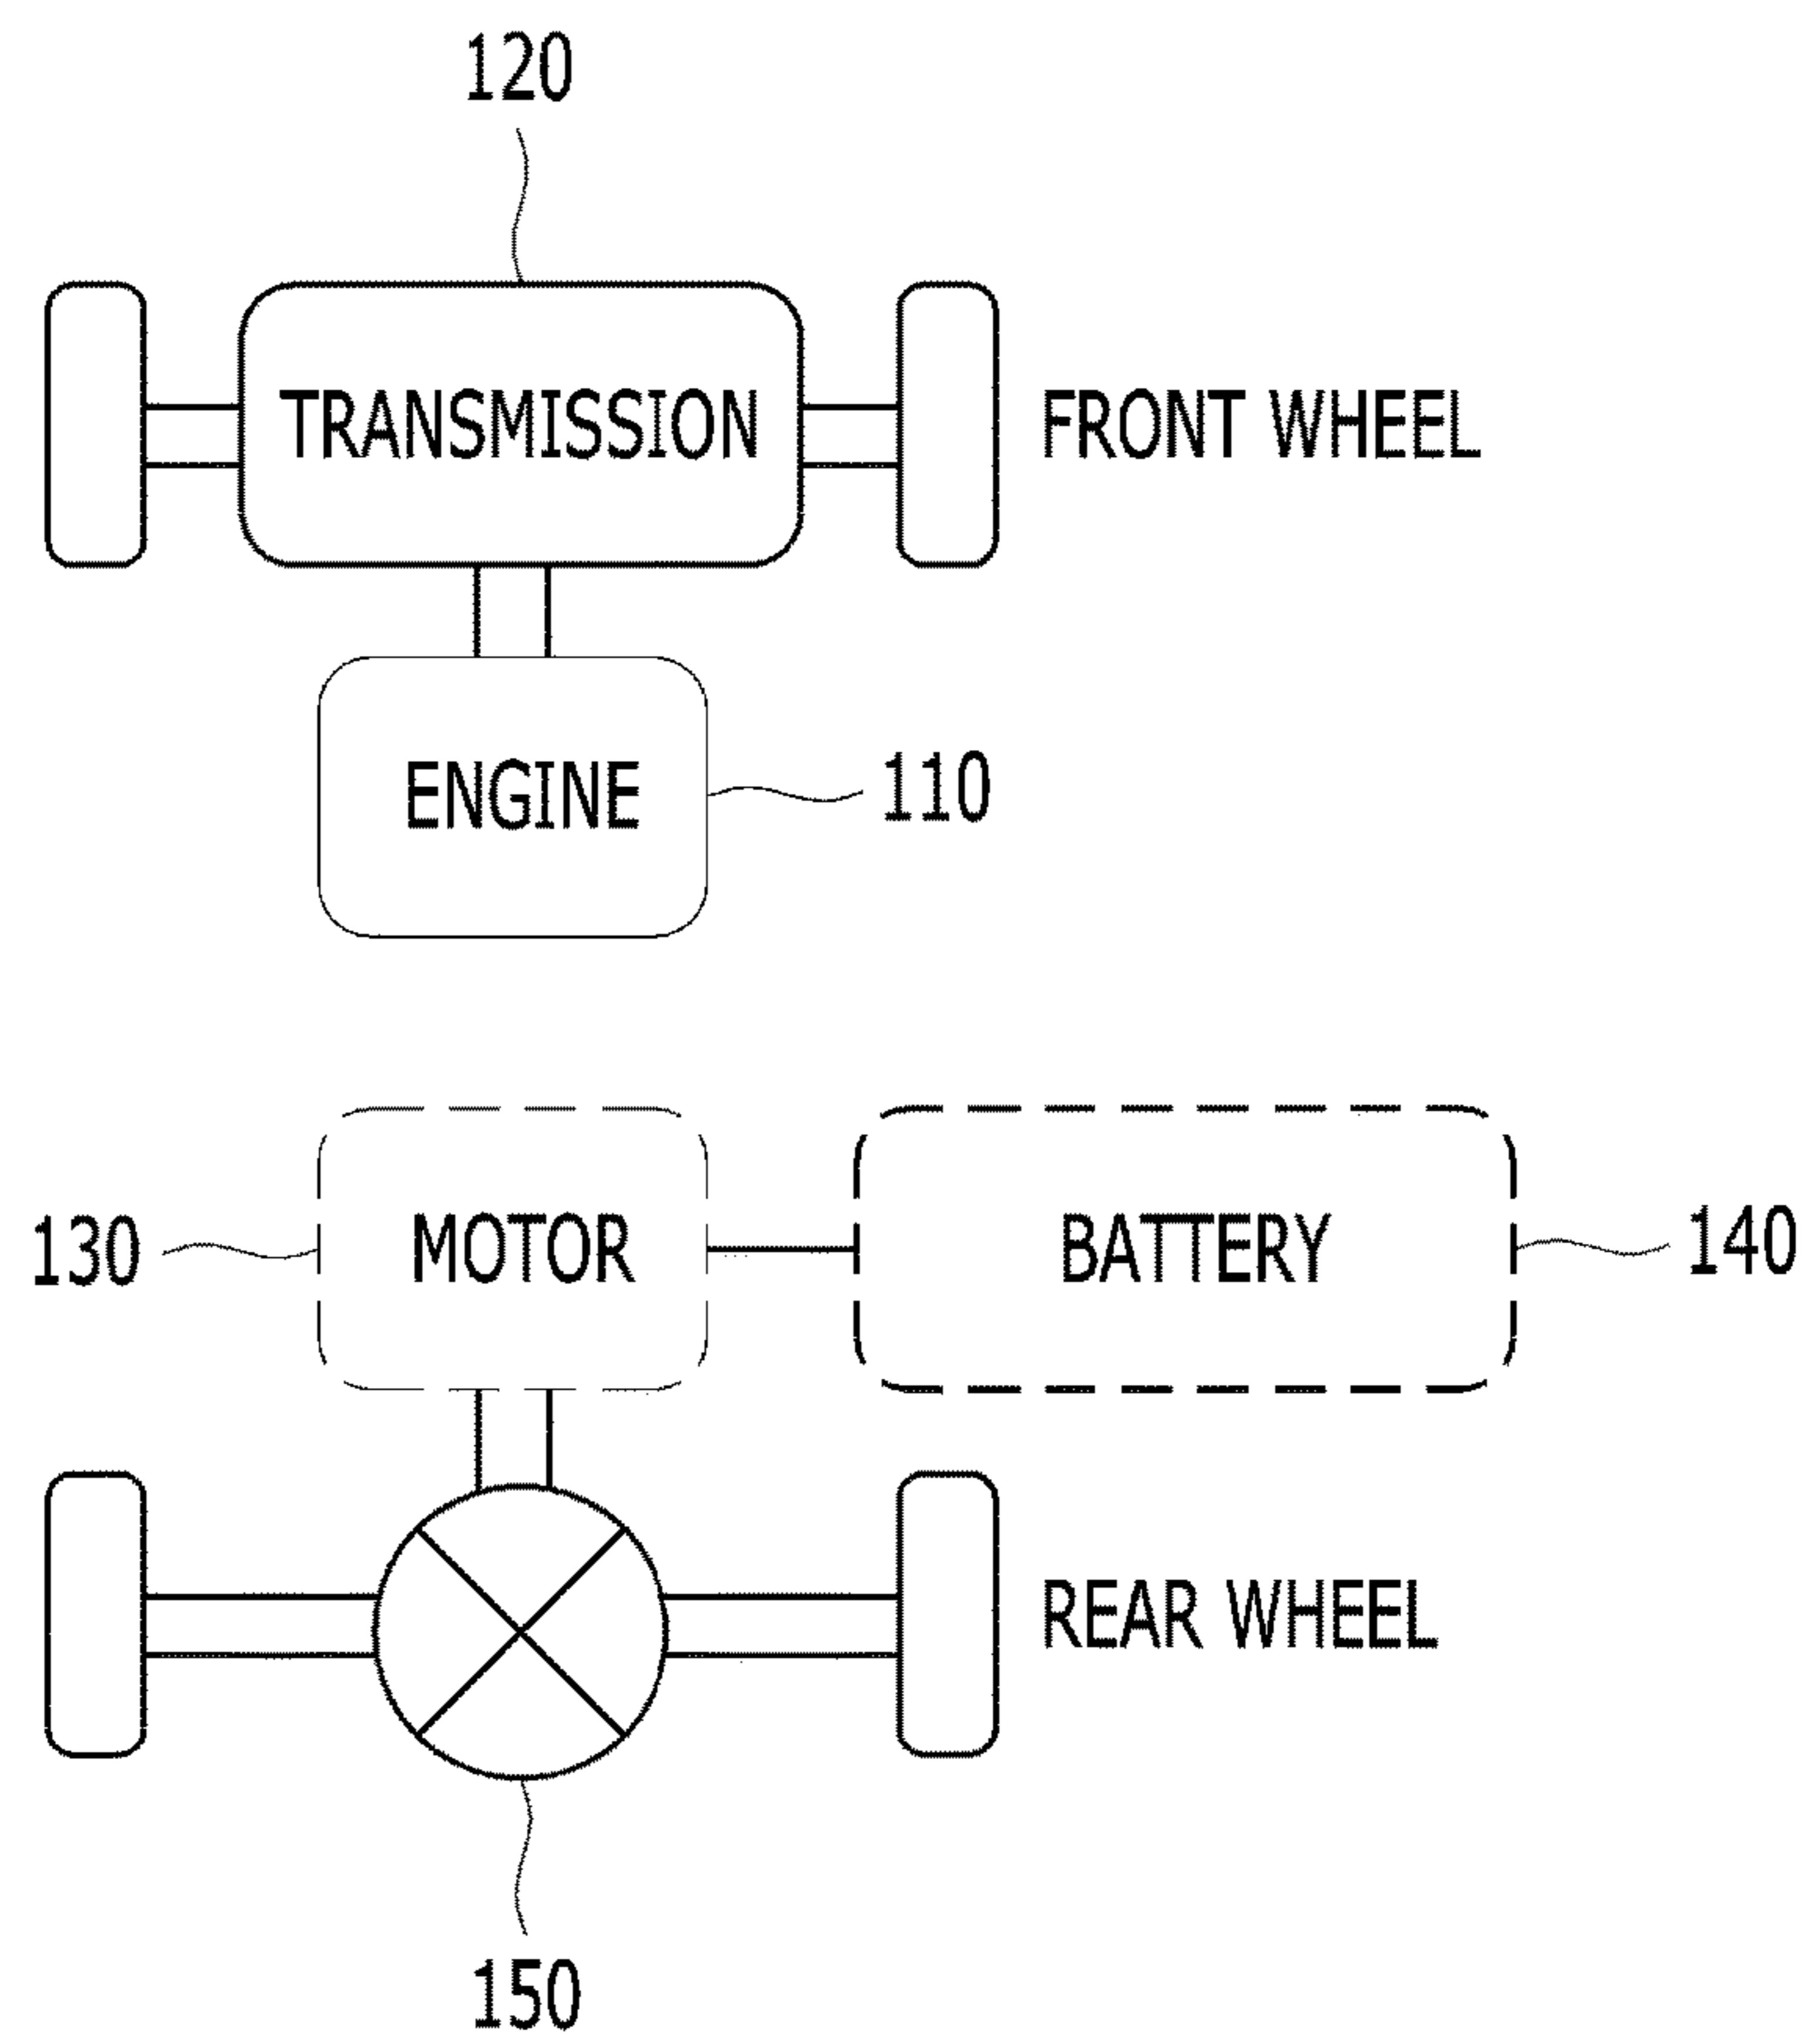 120
TRANSMISSION
FRONT WHEEL
ENGINE
110
130
MOTOR
BATTERY
140
REAR WHEEL
150